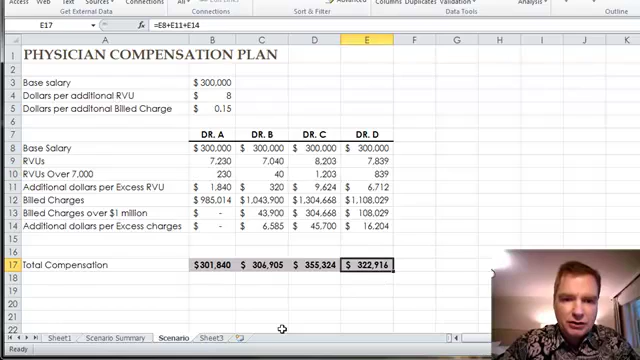 Access Web Text Sources Connections Columns Duplicates Validation Analysis
Get External Data Connections Sort & Filter Data Tools
E17 fx =E8+E11+E14
A B C D E F G H I J
1 PHYSICIAN COMPENSATION PLAN
2
3 Base salary $300,000
4 Dollars per additional RVU $ 8
5 Dollars per additonal Billed Charge $ 0.15
6
7 DR. A DR. B DR. C DR. D
8 Base Salary $300,000 $ 300,000 $ 300,000 $ 300,000
9 RVUs 7,230 7,040 8,203 7,839
10 RVUs Over 7,000 230 40 1,203 839
11 Additional dollars per Excess RVU $ 1,840 $ 320 $ 9,624 $ 6,712
12 Billed Charges $985,014 $1,043,900 $1,304,668 $1,108,029
13 Billed Charges over $1 million $ - $ 43,900 $ 304,668 $ 108,029
14 Additional dollars per Excess charges $ - $ 6,585 $ 45,700 $ 16,204
15
16
17 Total Compensation $301,840 $ 306,905 $ 355,324 $ 322,916
18
19
20
21
22
Sheet1 Scenario Summary Scenario Sheet3
Ready